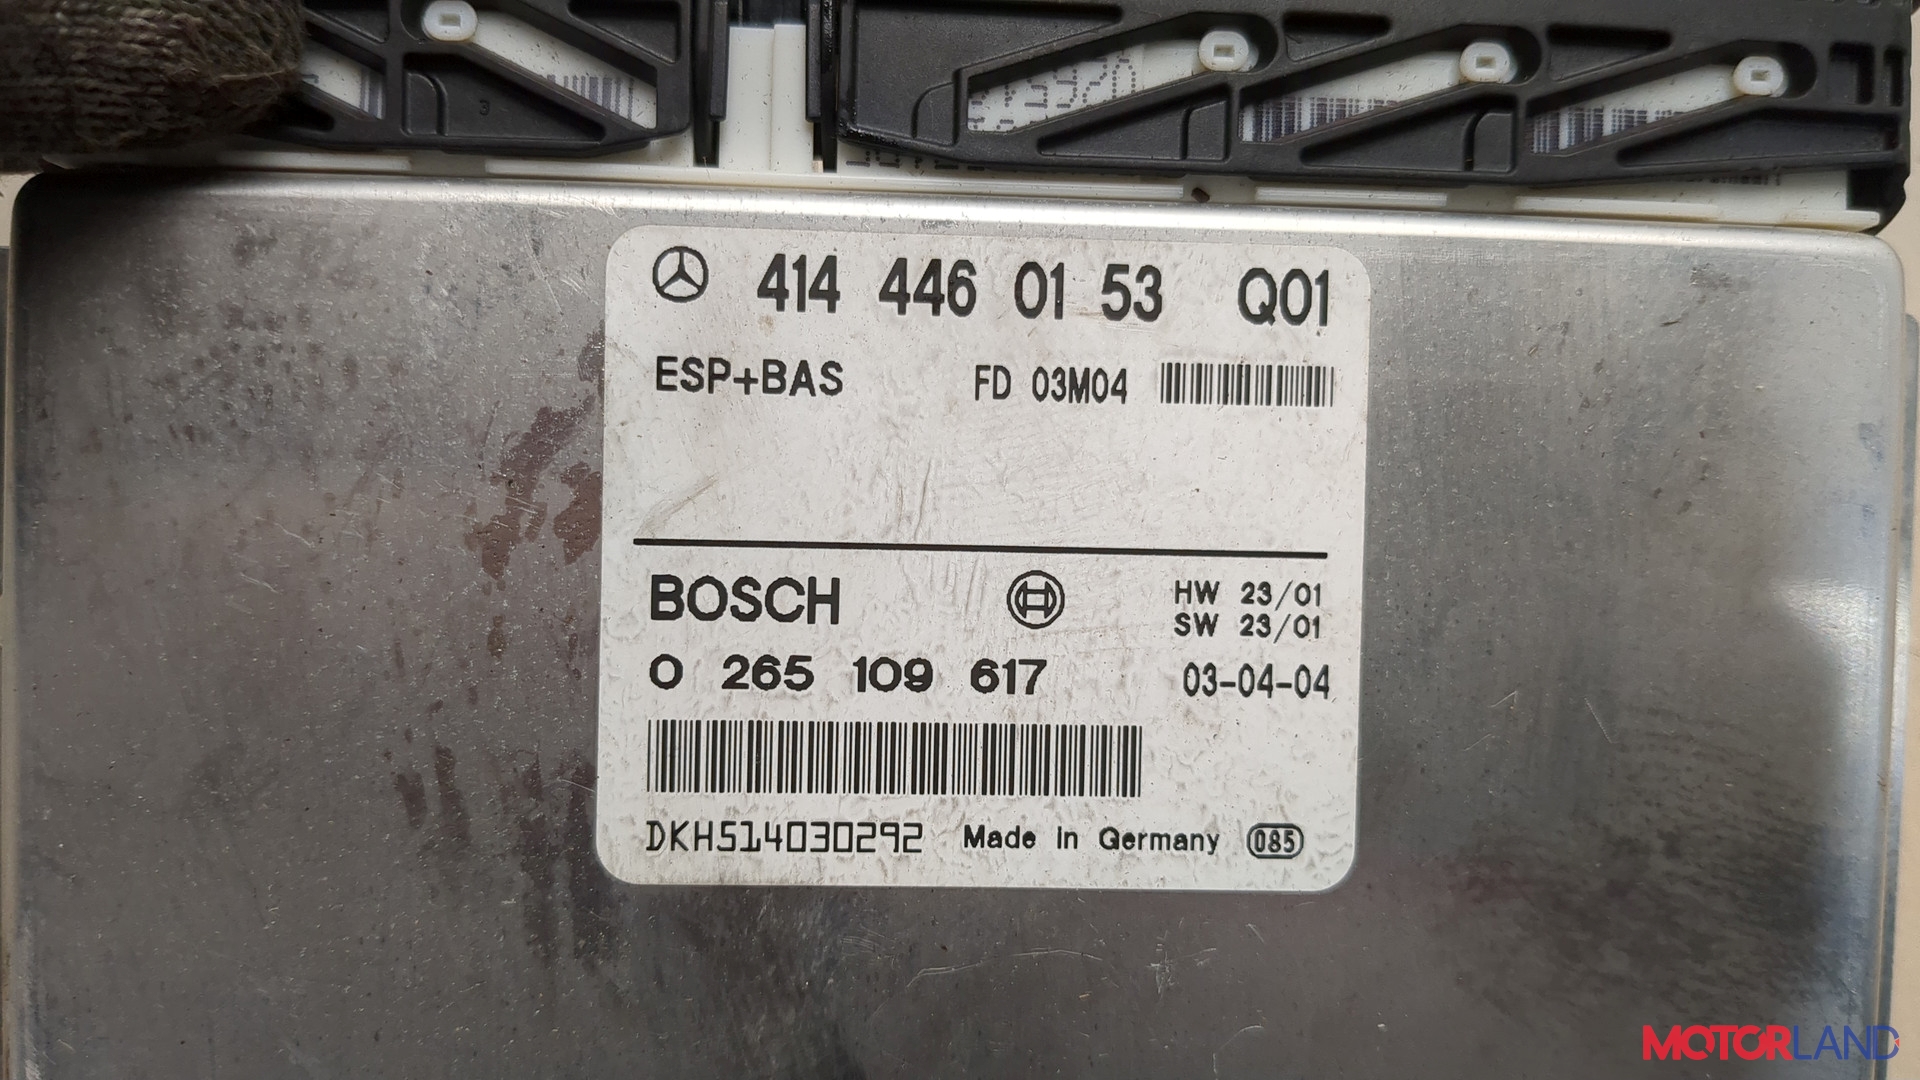 414 446 01 53 Q01
ESP+BAS FD 03M04
BOSCH HW 23/01
SW 23/01
0 265 109 617 03-04-04
DKH514030292 Made in Germany 085
MOTORLAND